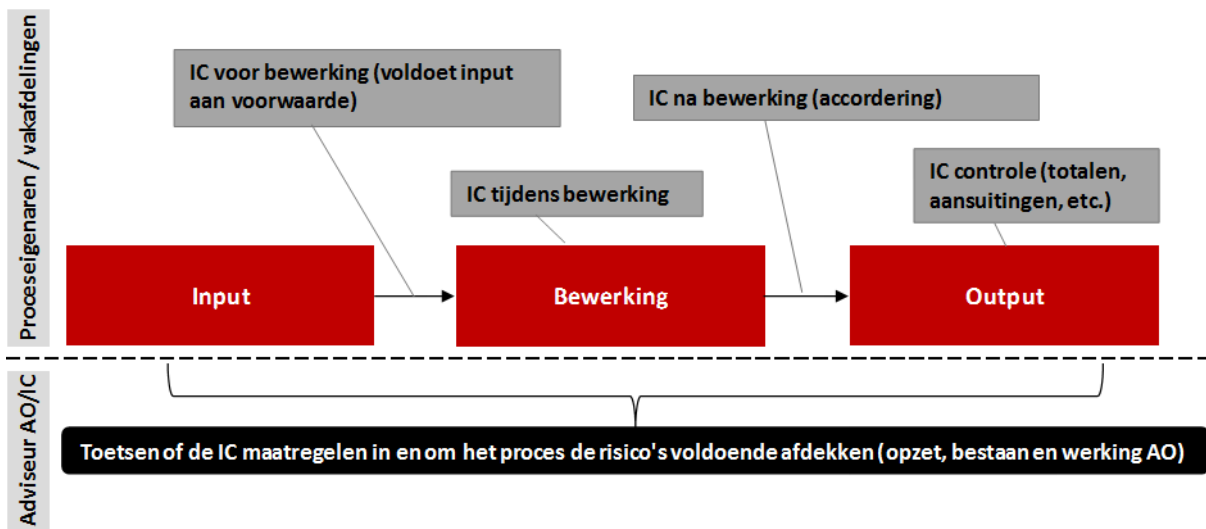 Proceseigenaren / vakafdelingen
IC voor bewerking (voldoet input
aan voorwaarde)
IC na bewerking (accordering)
IC tijdens bewerking
IC controle (totalen,
aansuitingen, etc.)
Input
Bewerking
Output
Adviseur AO/IC
Toetsen of de IC maatregelen in en om het proces de risico's voldoende afdekken (opzet, bestaan en werking AO)